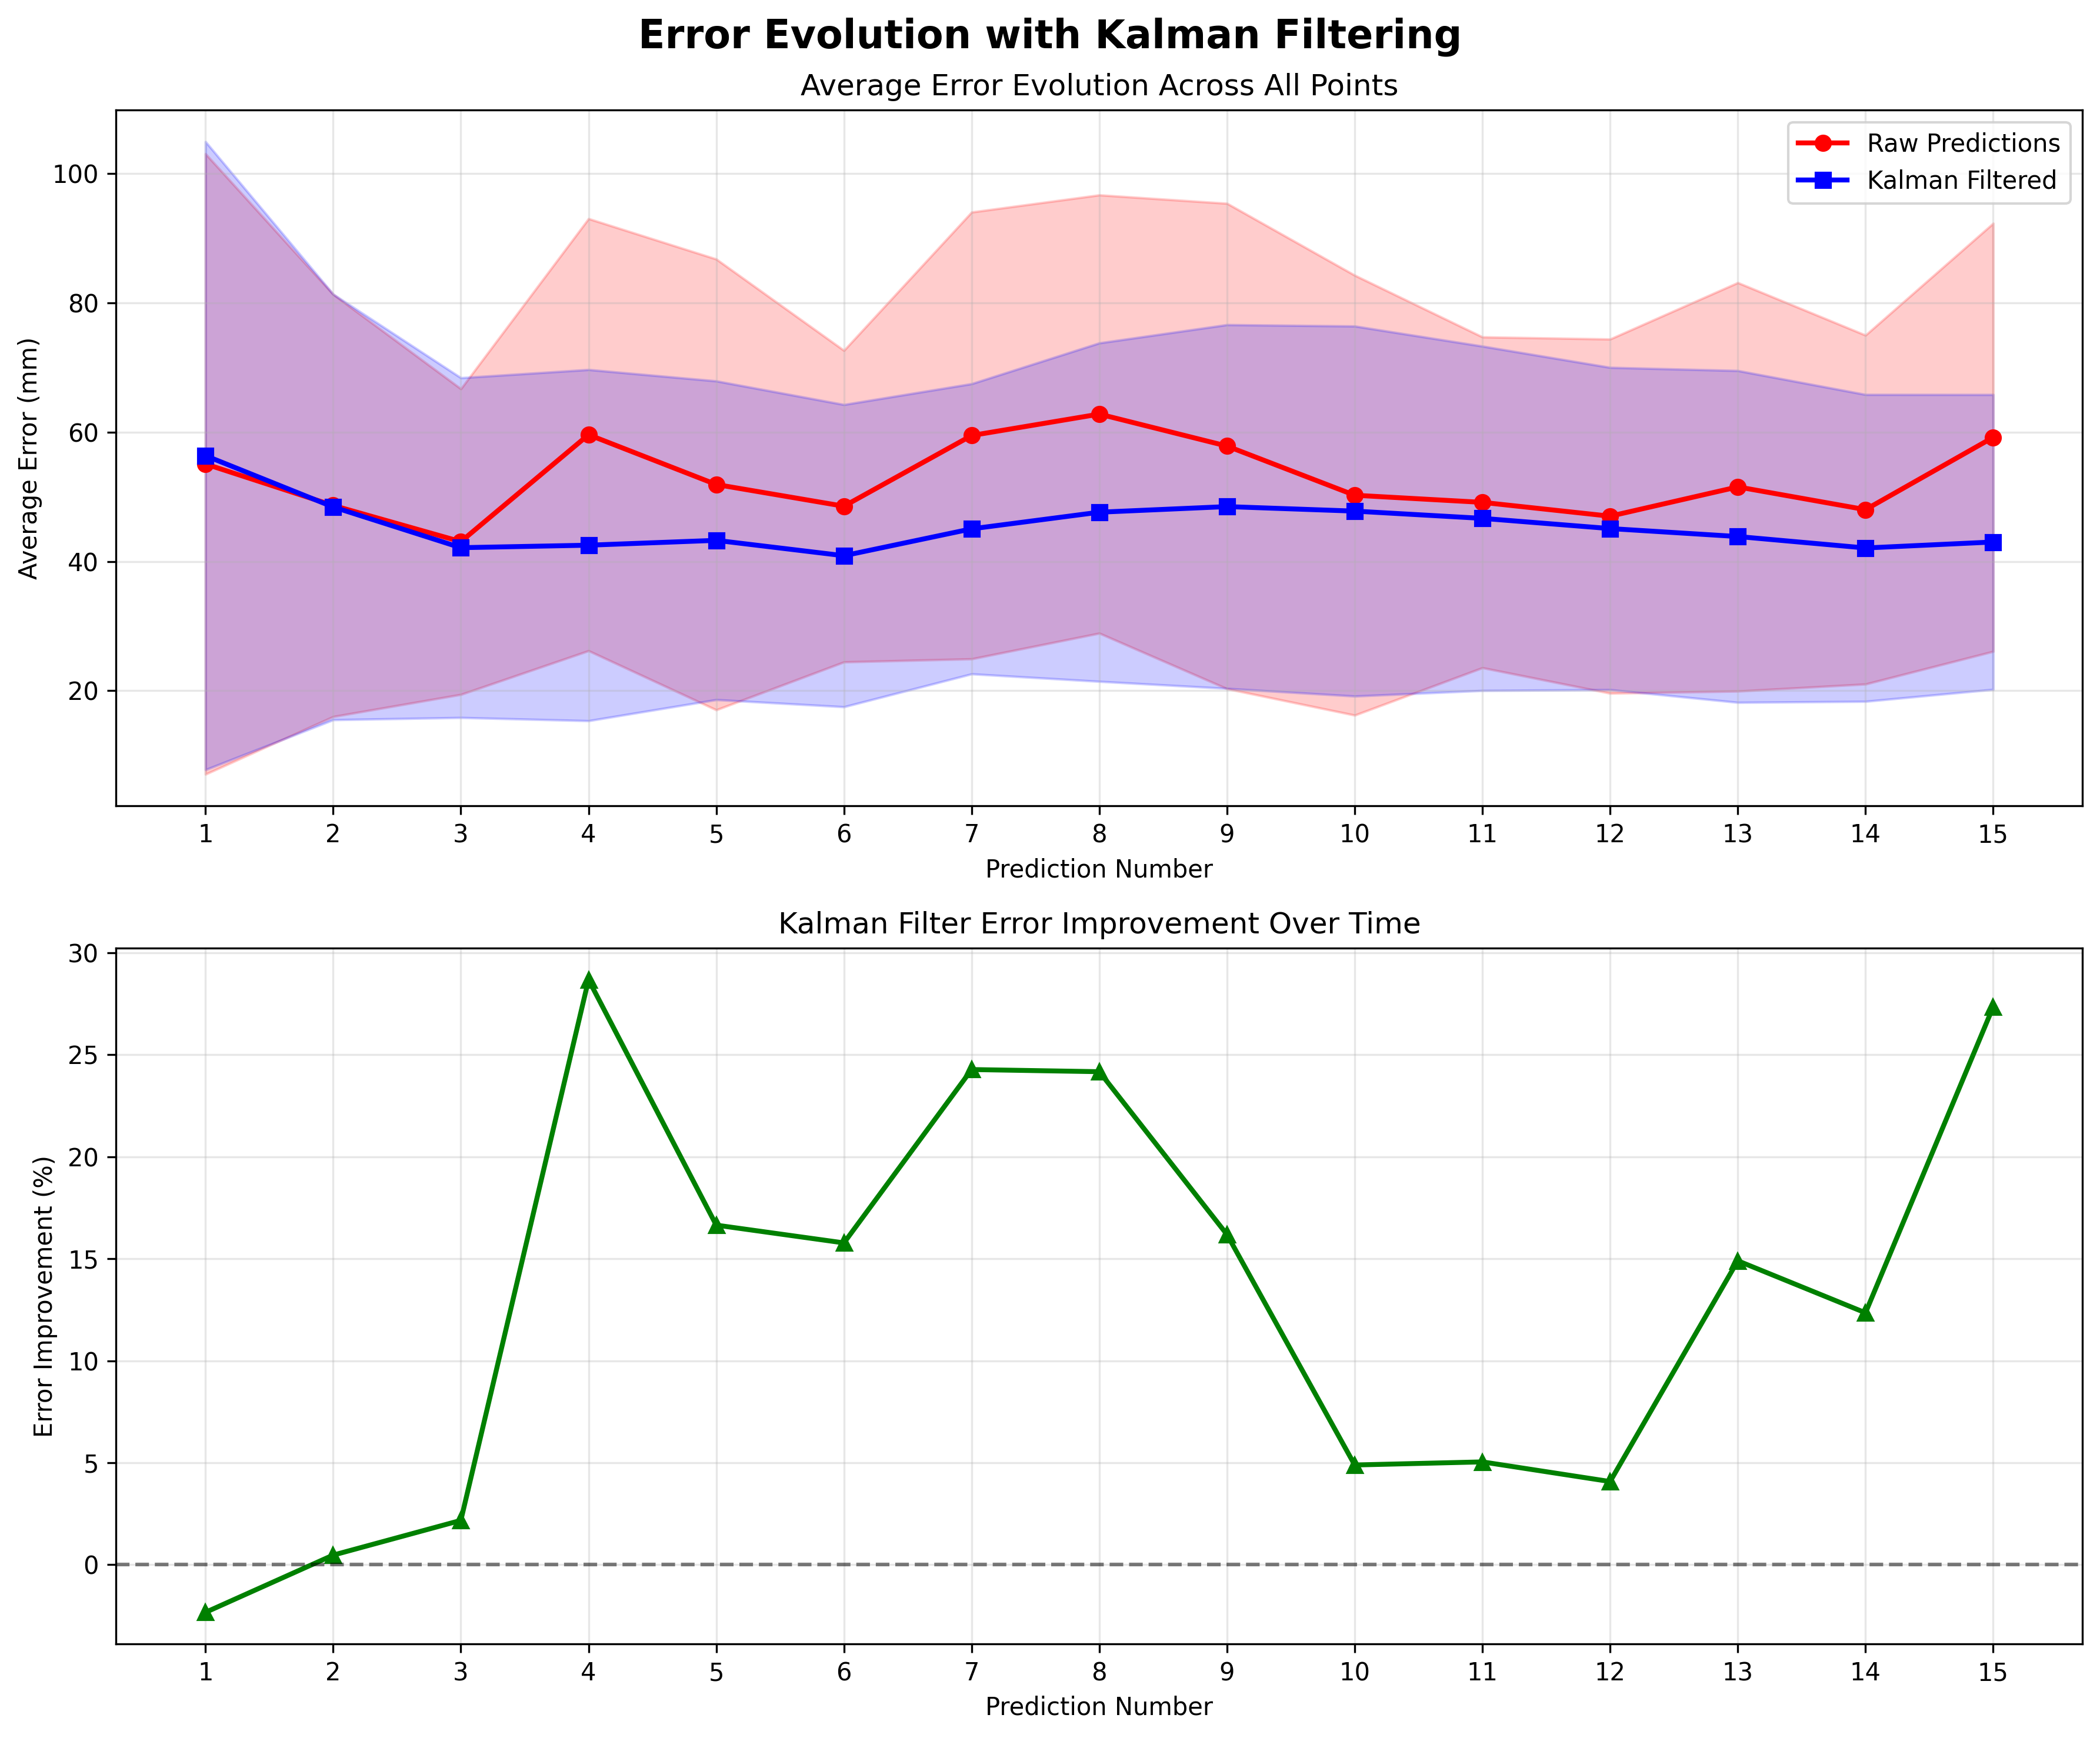 Error Evolution with Kalman Filtering
Average Error Evolution Across All Points
Raw Predictions
Kalman Filtered
Average Error (mm)
100
80
60
40
20
1 2 3 4 5 6 7 8 9 10 11 12 13 14 15
Prediction Number
Kalman Filter Error Improvement Over Time
Error Improvement (%)
30
25
20
15
10
5
0
1 2 3 4 5 6 7 8 9 10 11 12 13 14 15
Prediction Number